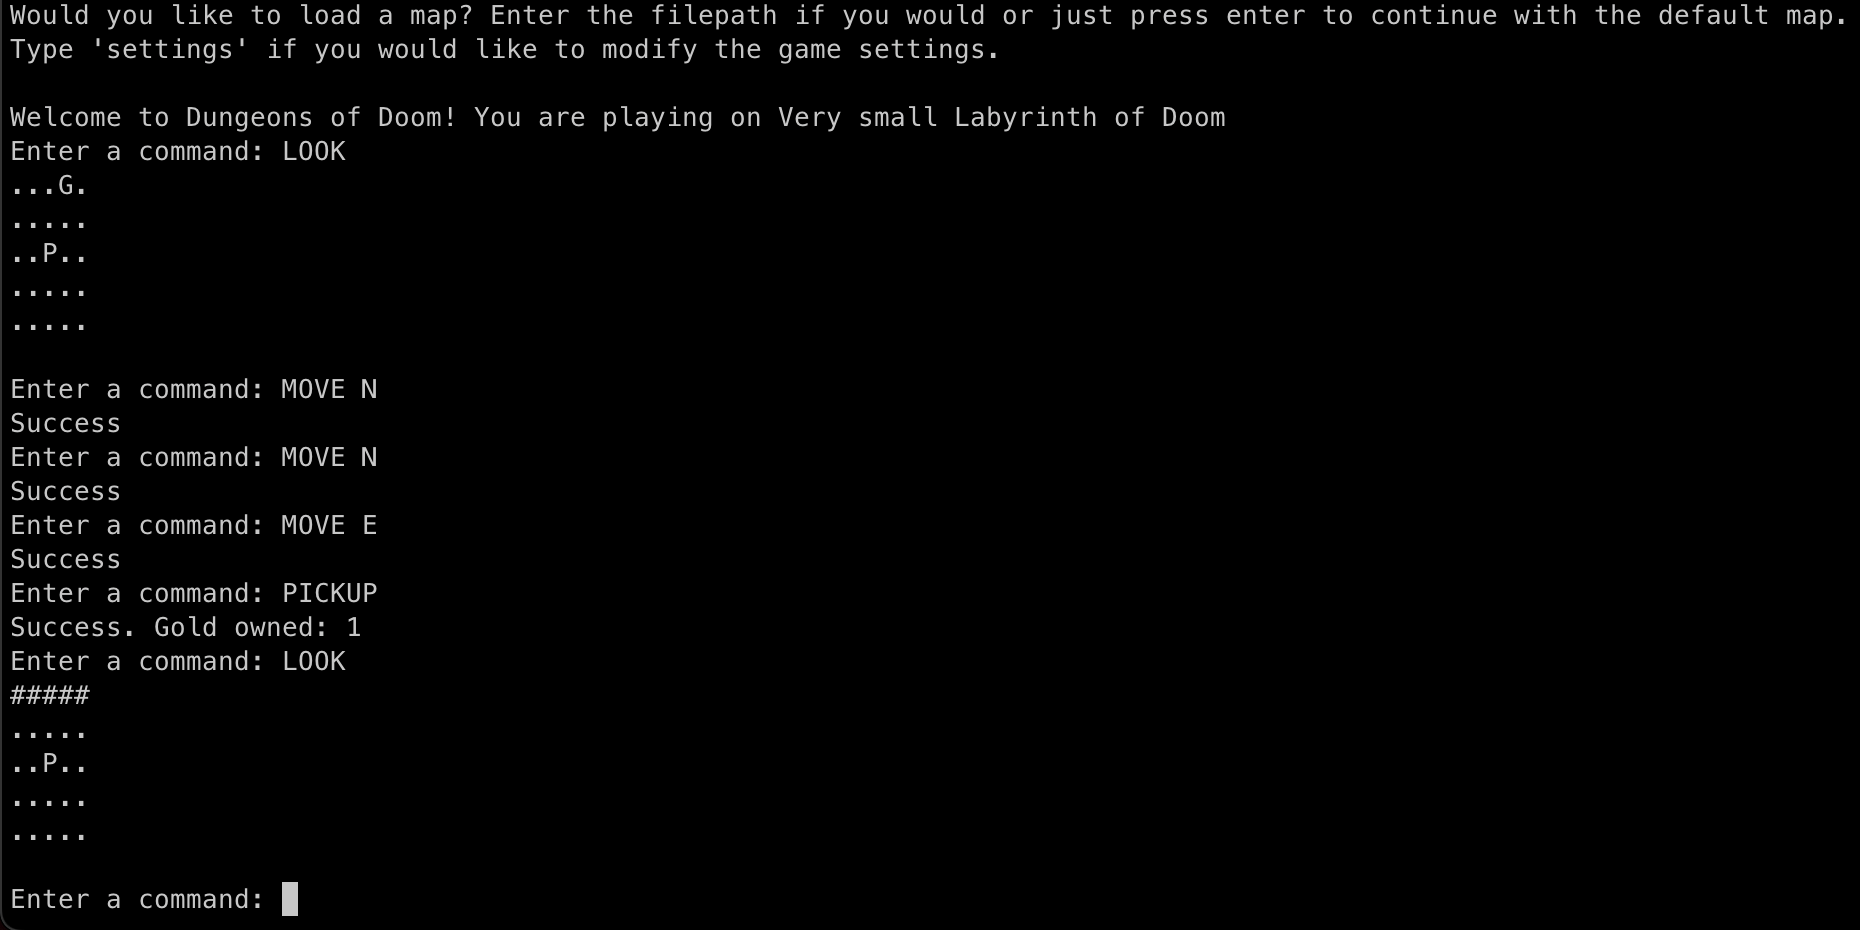 Would you like to load a map? Enter the filepath if you would or just press enter to continue with the default map.
Type 'settings' if you would like to modify the game settings.

Welcome to Dungeons of Doom! You are playing on Very small Labyrinth of Doom
Enter a command: LOOK
...G.
.....
..P..
.....
.....

Enter a command: MOVE N
Success
Enter a command: MOVE N
Success
Enter a command: MOVE E
Success
Enter a command: PICKUP
Success. Gold owned: 1
Enter a command: LOOK
#####
.....
..P..
.....
.....

Enter a command: